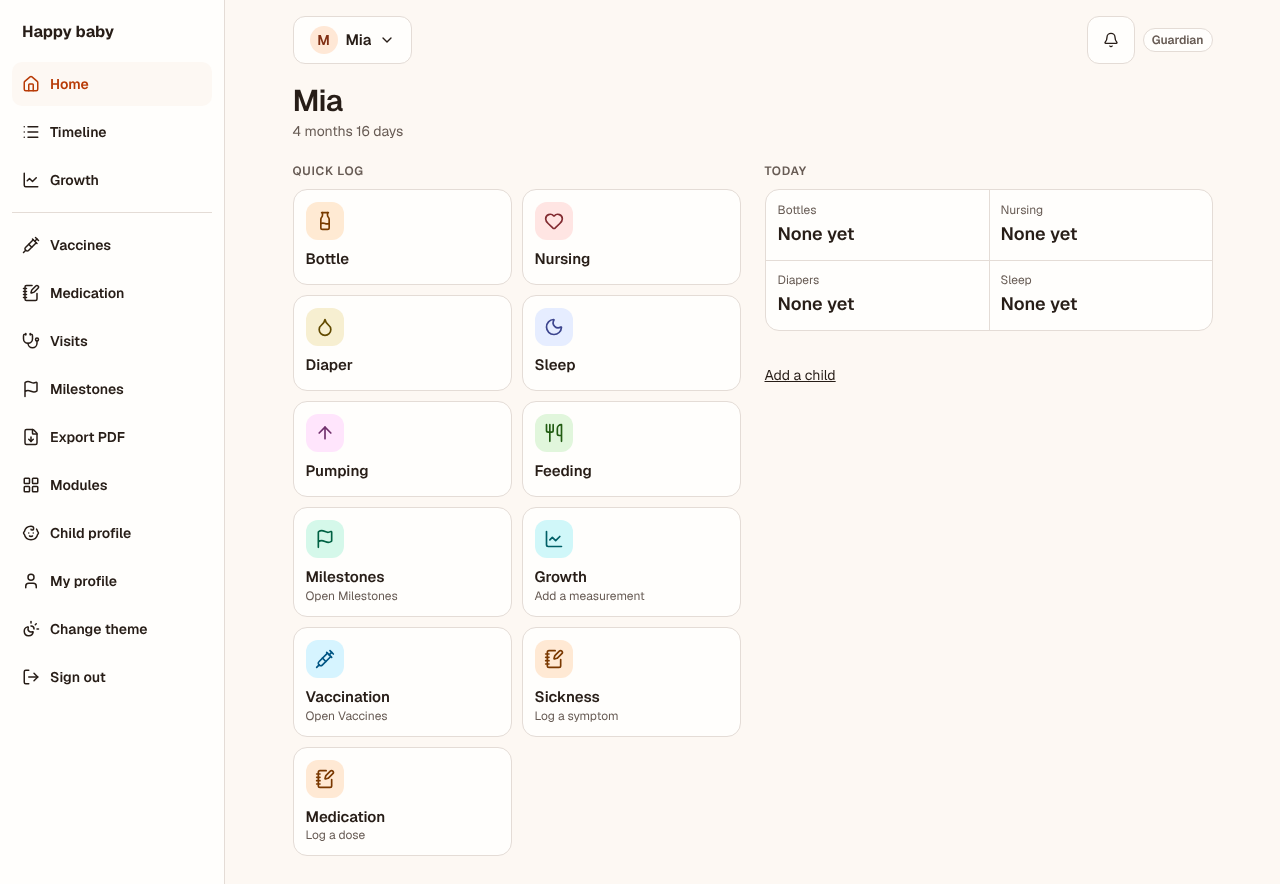 Happy baby
Home
Timeline
Growth
Vaccines
Medication
Visits
Milestones
Export PDF
Modules
Child profile
My profile
Change theme
Sign out
M Mia
Guardian
Mia
4 months 16 days
QUICK LOG
Bottle
Nursing
Diaper
Sleep
Pumping
Feeding
Milestones
Open Milestones
Growth
Add a measurement
Vaccination
Open Vaccines
Sickness
Log a symptom
Medication
Log a dose
TODAY
Bottles
None yet
Nursing
None yet
Diapers
None yet
Sleep
None yet
Add a child